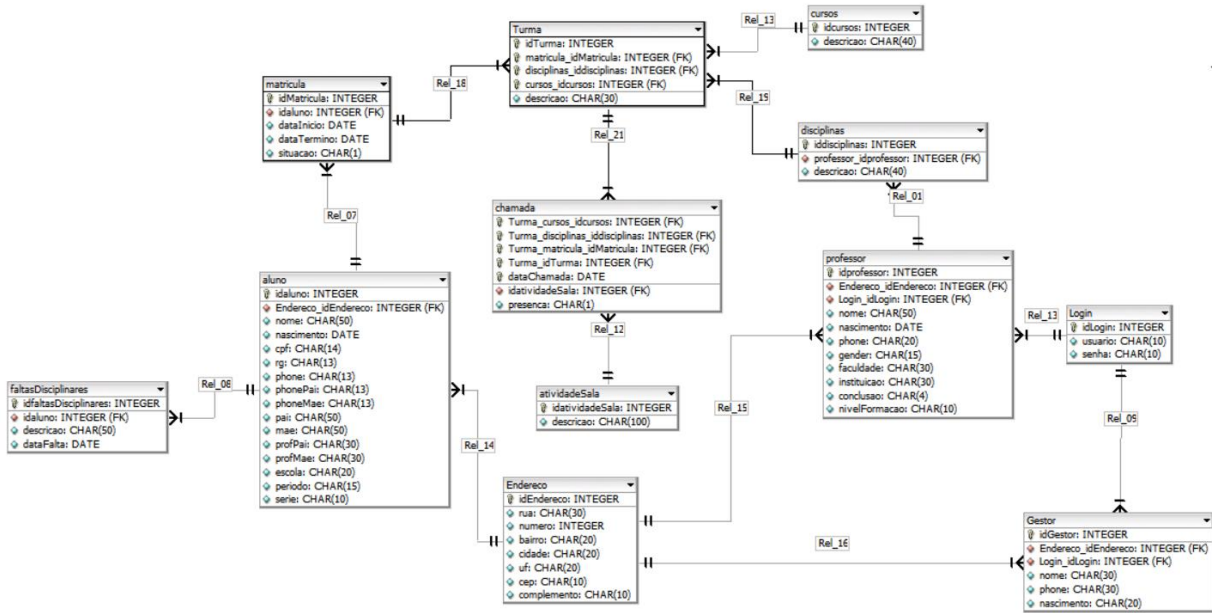 Turma
idTurma: INTEGER
matricula_idMatricula: INTEGER (FK)
disciplinas_iddisciplinas: INTEGER (FK)
cursos_idcursos: INTEGER (FK)
descricao: CHAR(30)
Rel_13
cursos
idcursos: INTEGER
descricao: CHAR(40)
matricula
idMatricula: INTEGER
idaluno: INTEGER (FK)
dataInicio: DATE
dataTermino: DATE
situacao: CHAR(1)
Rel_18
Rel_19
Rel_21
disciplinas
iddisciplinas: INTEGER
professor_idprofessor: INTEGER (FK)
descricao: CHAR(40)
Rel_01
Rel_07
chamada
Turma_cursos_idcursos: INTEGER (FK)
Turma_disciplinas_iddisciplinas: INTEGER (FK)
Turma_matricula_idMatricula: INTEGER (FK)
Turma_idTurma: INTEGER (FK)
dataChamada: DATE
idatividadeSala: INTEGER (FK)
presenca: CHAR(1)
Rel_12
aluno
idaluno: INTEGER
Endereco_idEndereco: INTEGER (FK)
nome: CHAR(50)
nascimento: DATE
cpf: CHAR(14)
rg: CHAR(13)
phone: CHAR(13)
phonePai: CHAR(13)
phoneMae: CHAR(13)
pai: CHAR(50)
mae: CHAR(50)
profPai: CHAR(30)
profMae: CHAR(30)
escola: CHAR(20)
periodo: CHAR(15)
serie: CHAR(10)
professor
idprofessor: INTEGER
Endereco_idEndereco: INTEGER (FK)
Login_idLogin: INTEGER (FK)
nome: CHAR(50)
nascimento: DATE
phone: CHAR(20)
gender: CHAR(15)
faculdade: CHAR(30)
instituicao: CHAR(30)
conclusao: CHAR(4)
nivelFormacao: CHAR(10)
Rel_13
Login
idLogin: INTEGER
usuario: CHAR(10)
senha: CHAR(10)
faltasDisciplinares
idfaltasDisciplinares: INTEGER
idaluno: INTEGER (FK)
descricao: CHAR(50)
dataFalta: DATE
Rel_08
atividadeSala
idatividadeSala: INTEGER
descricao: CHAR(100)
Rel_15
Rel_09
Rel_14
Endereco
idEndereco: INTEGER
rua: CHAR(30)
numero: INTEGER
bairro: CHAR(20)
cidade: CHAR(20)
uf: CHAR(20)
cep: CHAR(10)
complemento: CHAR(10)
Rel_16
Gestor
idGestor: INTEGER
Endereco_idEndereco: INTEGER (FK)
Login_idLogin: INTEGER (FK)
nome: CHAR(30)
phone: CHAR(30)
nascimento: CHAR(20)